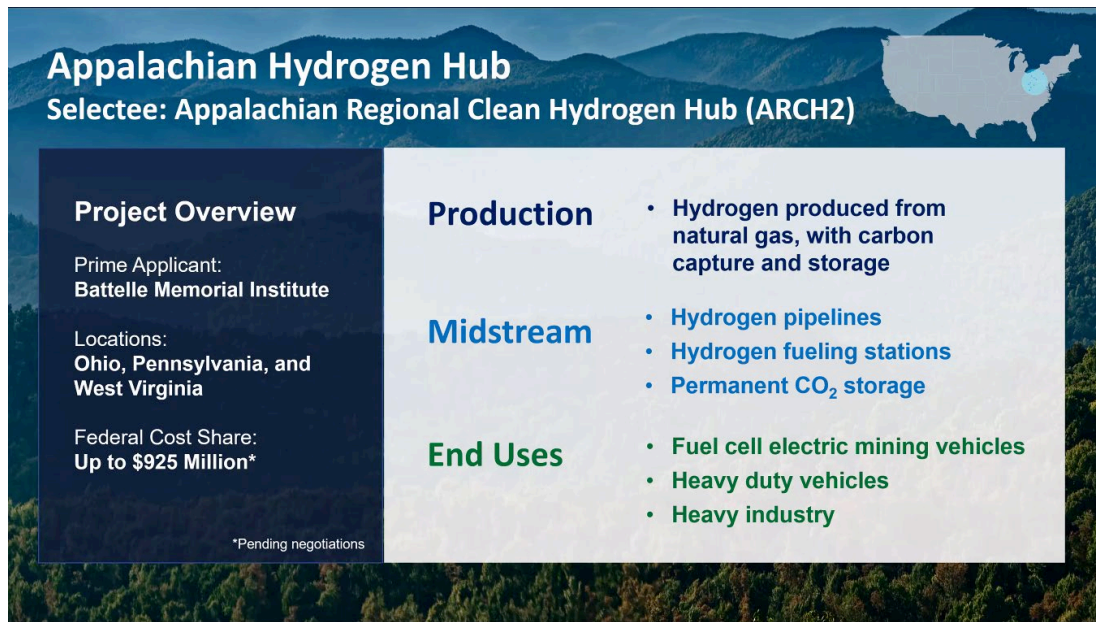 Appalachian Hydrogen Hub
Selectee: Appalachian Regional Clean Hydrogen Hub (ARCH2)
Project Overview
Prime Applicant:
Battelle Memorial Institute
Locations:
Ohio, Pennsylvania, and
West Virginia
Federal Cost Share:
Up to $925 Million*
*Pending negotiations
Production
• Hydrogen produced from
natural gas, with carbon
capture and storage
Midstream
• Hydrogen pipelines
• Hydrogen fueling stations
• Permanent CO₂ storage
End Uses
• Fuel cell electric mining vehicles
• Heavy duty vehicles
• Heavy industry